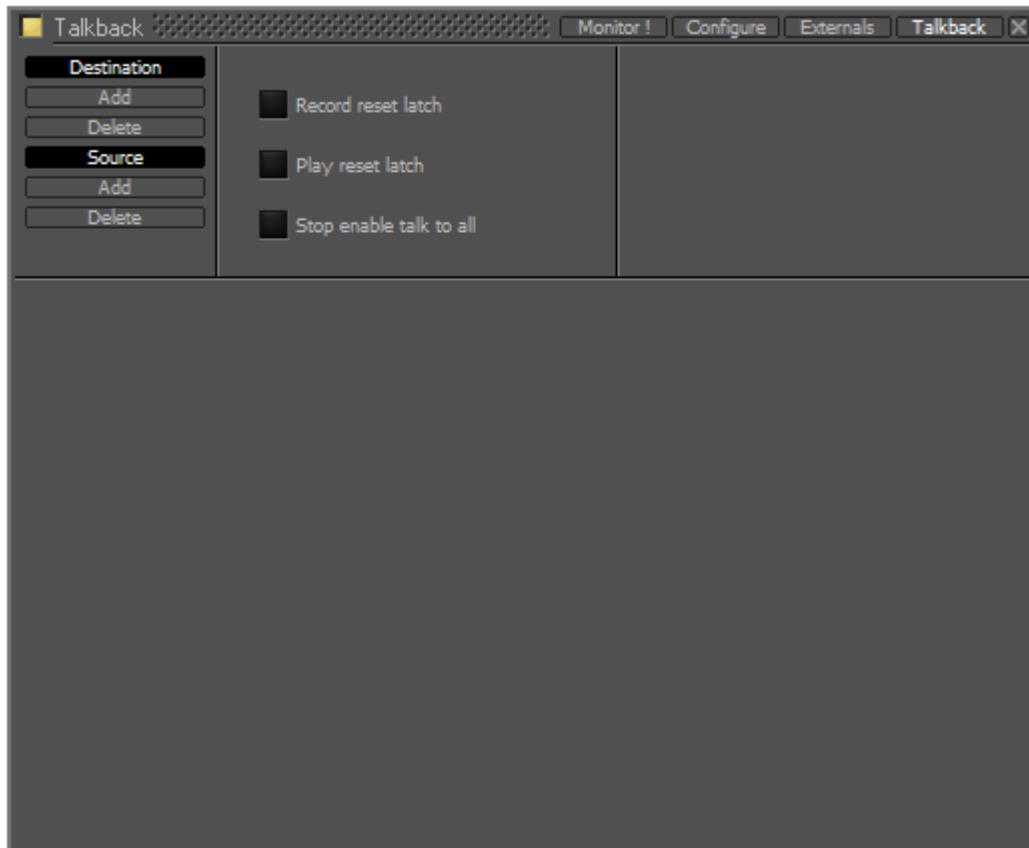 Talkback Monitor ! Configure Externals Talkback
Destination
Add
Delete
Source
Add
Delete
Record reset latch
Play reset latch
Stop enable talk to all